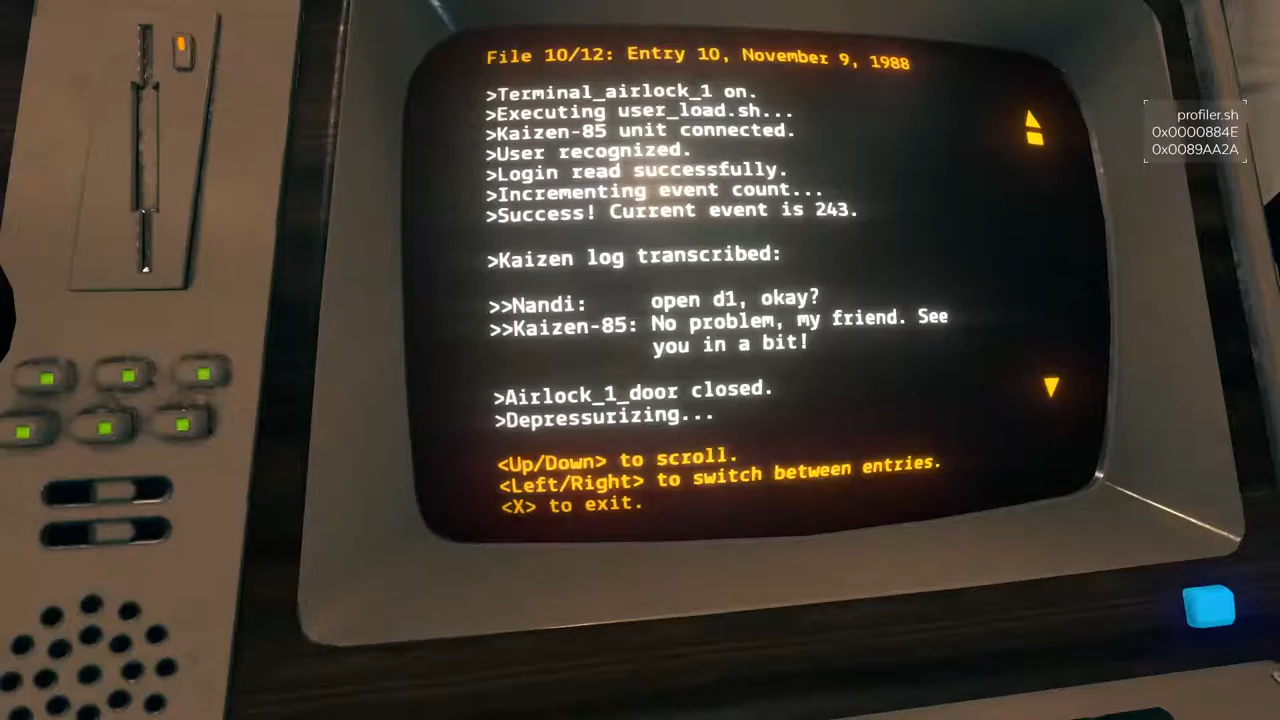 File 10/12: Entry 10, November 9, 1988
>Terminal_airlock_1 on.
>Executing user_load.sh...
>Kaizen-85 unit connected.
>User recognized.
>Login read successfully.
>Incrementing event count...
>Success! Current event is 243.
>Kaizen log transcribed:
>>Nandi: open d1, okay?
>>Kaizen-85: No problem, my friend. See
you in a bit!
>Airlock_1_door closed.
>Depressurizing...
<Up/Down> to scroll.
<Left/Right> to switch between entries.
<X> to exit.
profiler.sh
0x0000884E
0x0089AA2A